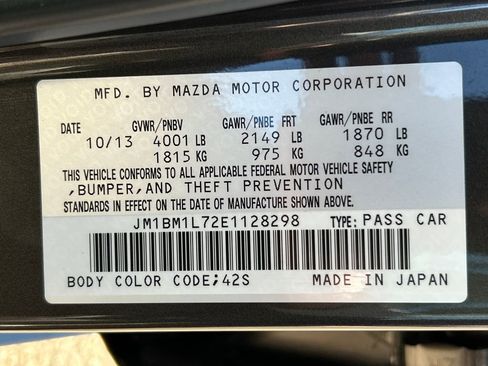 MFD. BY MAZDA MOTOR CORPORATION
DATE GVWR/PNBV GAWR/PNBE FRT GAWR/PNBE RR
10/13 4001 LB 2149 LB 1870 LB
1815 KG 975 KG 848 KG
THIS VEHICLE CONFORMS TO ALL APPLICABLE FEDERAL MOTOR VEHICLE SAFETY
,BUMPER,AND THEFT PREVENTION
STANDARDS IN EFFECT ON THE DATE OF MANUFACTURE SHOWN ABOVE.
JM1BM1L72E1128298 TYPE: PASS CAR
BODY COLOR CODE;42S MADE IN JAPAN